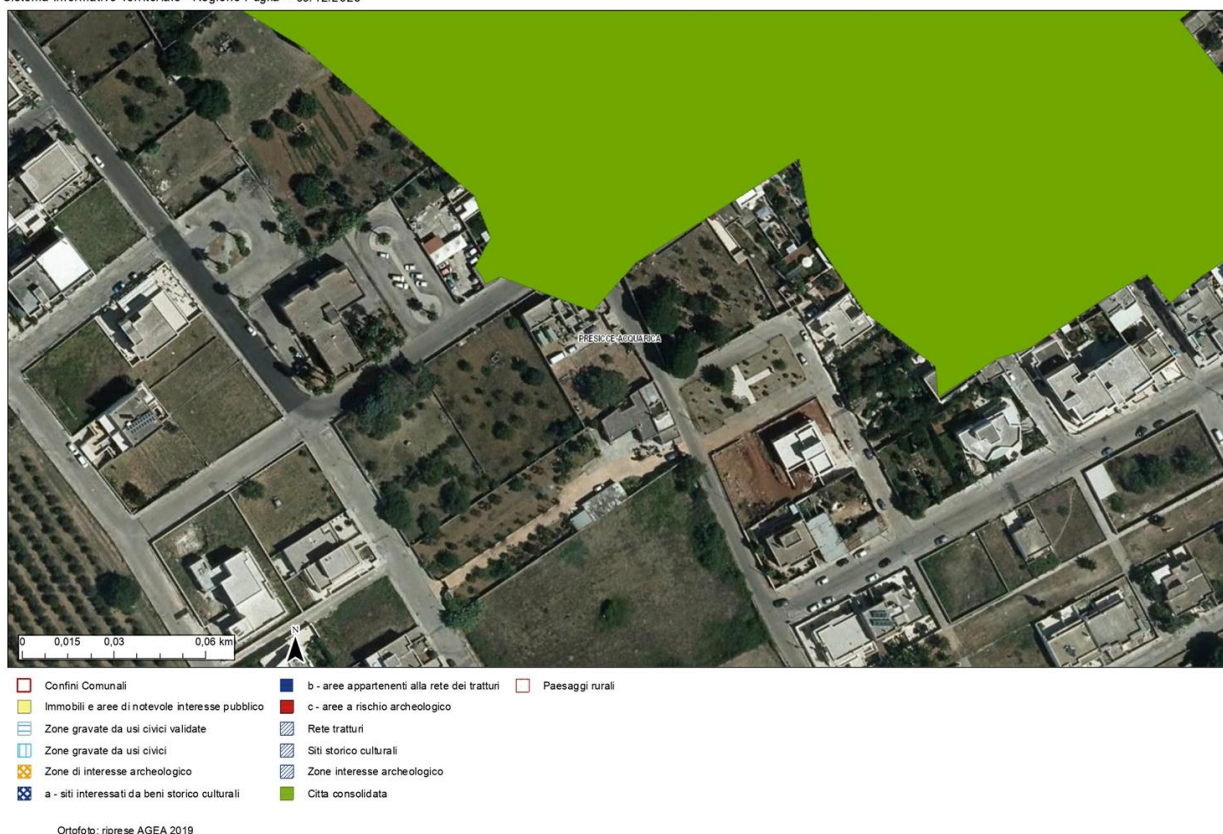 Sistema Informativo Territoriale - Regione Puglia
PRESICCE-ACQUARICA
0 0,015 0,03 0,06 km
N
Confini Comunali
Immobili e aree di notevole interesse pubblico
Zone gravate da usi civici validate
Zone gravate da usi civici
Zone di interesse archeologico
a - siti interessati da beni storico culturali
b - aree appartenenti alla rete dei tratturi
c - aree a rischio archeologico
Rete tratturi
Siti storico culturali
Zone interesse archeologico
Citta consolidata
Paesaggi rurali
Ortofoto: riprese AGEA 2019